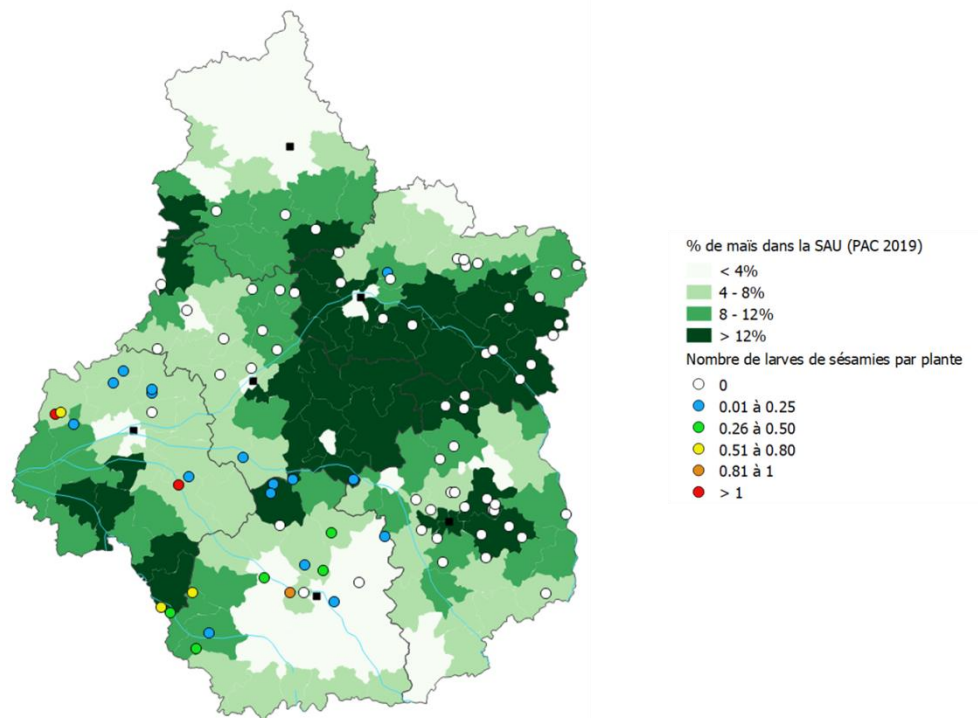 % de maïs dans la SAU (PAC 2019)
< 4%
4 - 8%
8 - 12%
> 12%
Nombre de larves de sésamies par plante
0
0.01 à 0.25
0.26 à 0.50
0.51 à 0.80
0.81 à 1
> 1